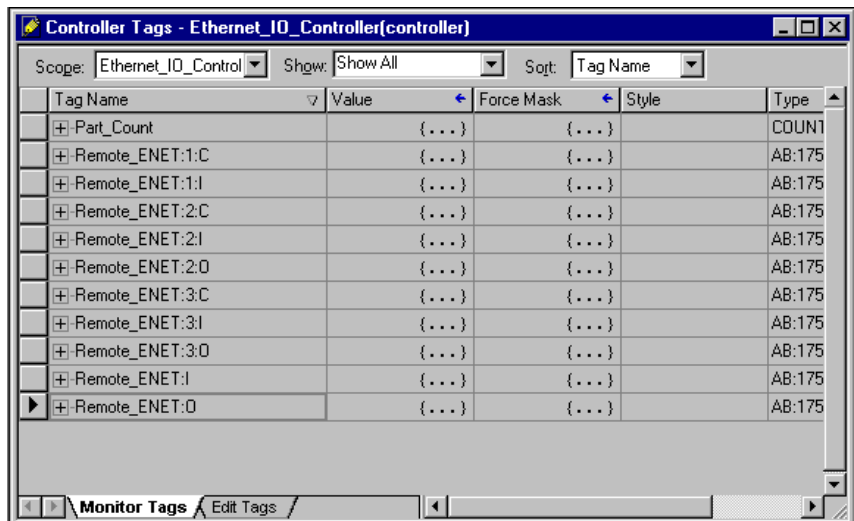 Controller Tags - Ethernet_IO_Controller(controller)
Scope: Ethernet_IO_Control Show: Show All Sort: Tag Name
Tag Name Value Force Mask Style Type
Part_Count {...} {...} COUNT
Remote_ENET:1:C {...} {...} AB:175
Remote_ENET:1:I {...} {...} AB:175
Remote_ENET:2:C {...} {...} AB:175
Remote_ENET:2:I {...} {...} AB:175
Remote_ENET:2:O {...} {...} AB:175
Remote_ENET:3:C {...} {...} AB:175
Remote_ENET:3:I {...} {...} AB:175
Remote_ENET:3:O {...} {...} AB:175
Remote_ENET:I {...} {...} AB:175
Remote_ENET:O {...} {...} AB:175
Monitor Tags Edit Tags